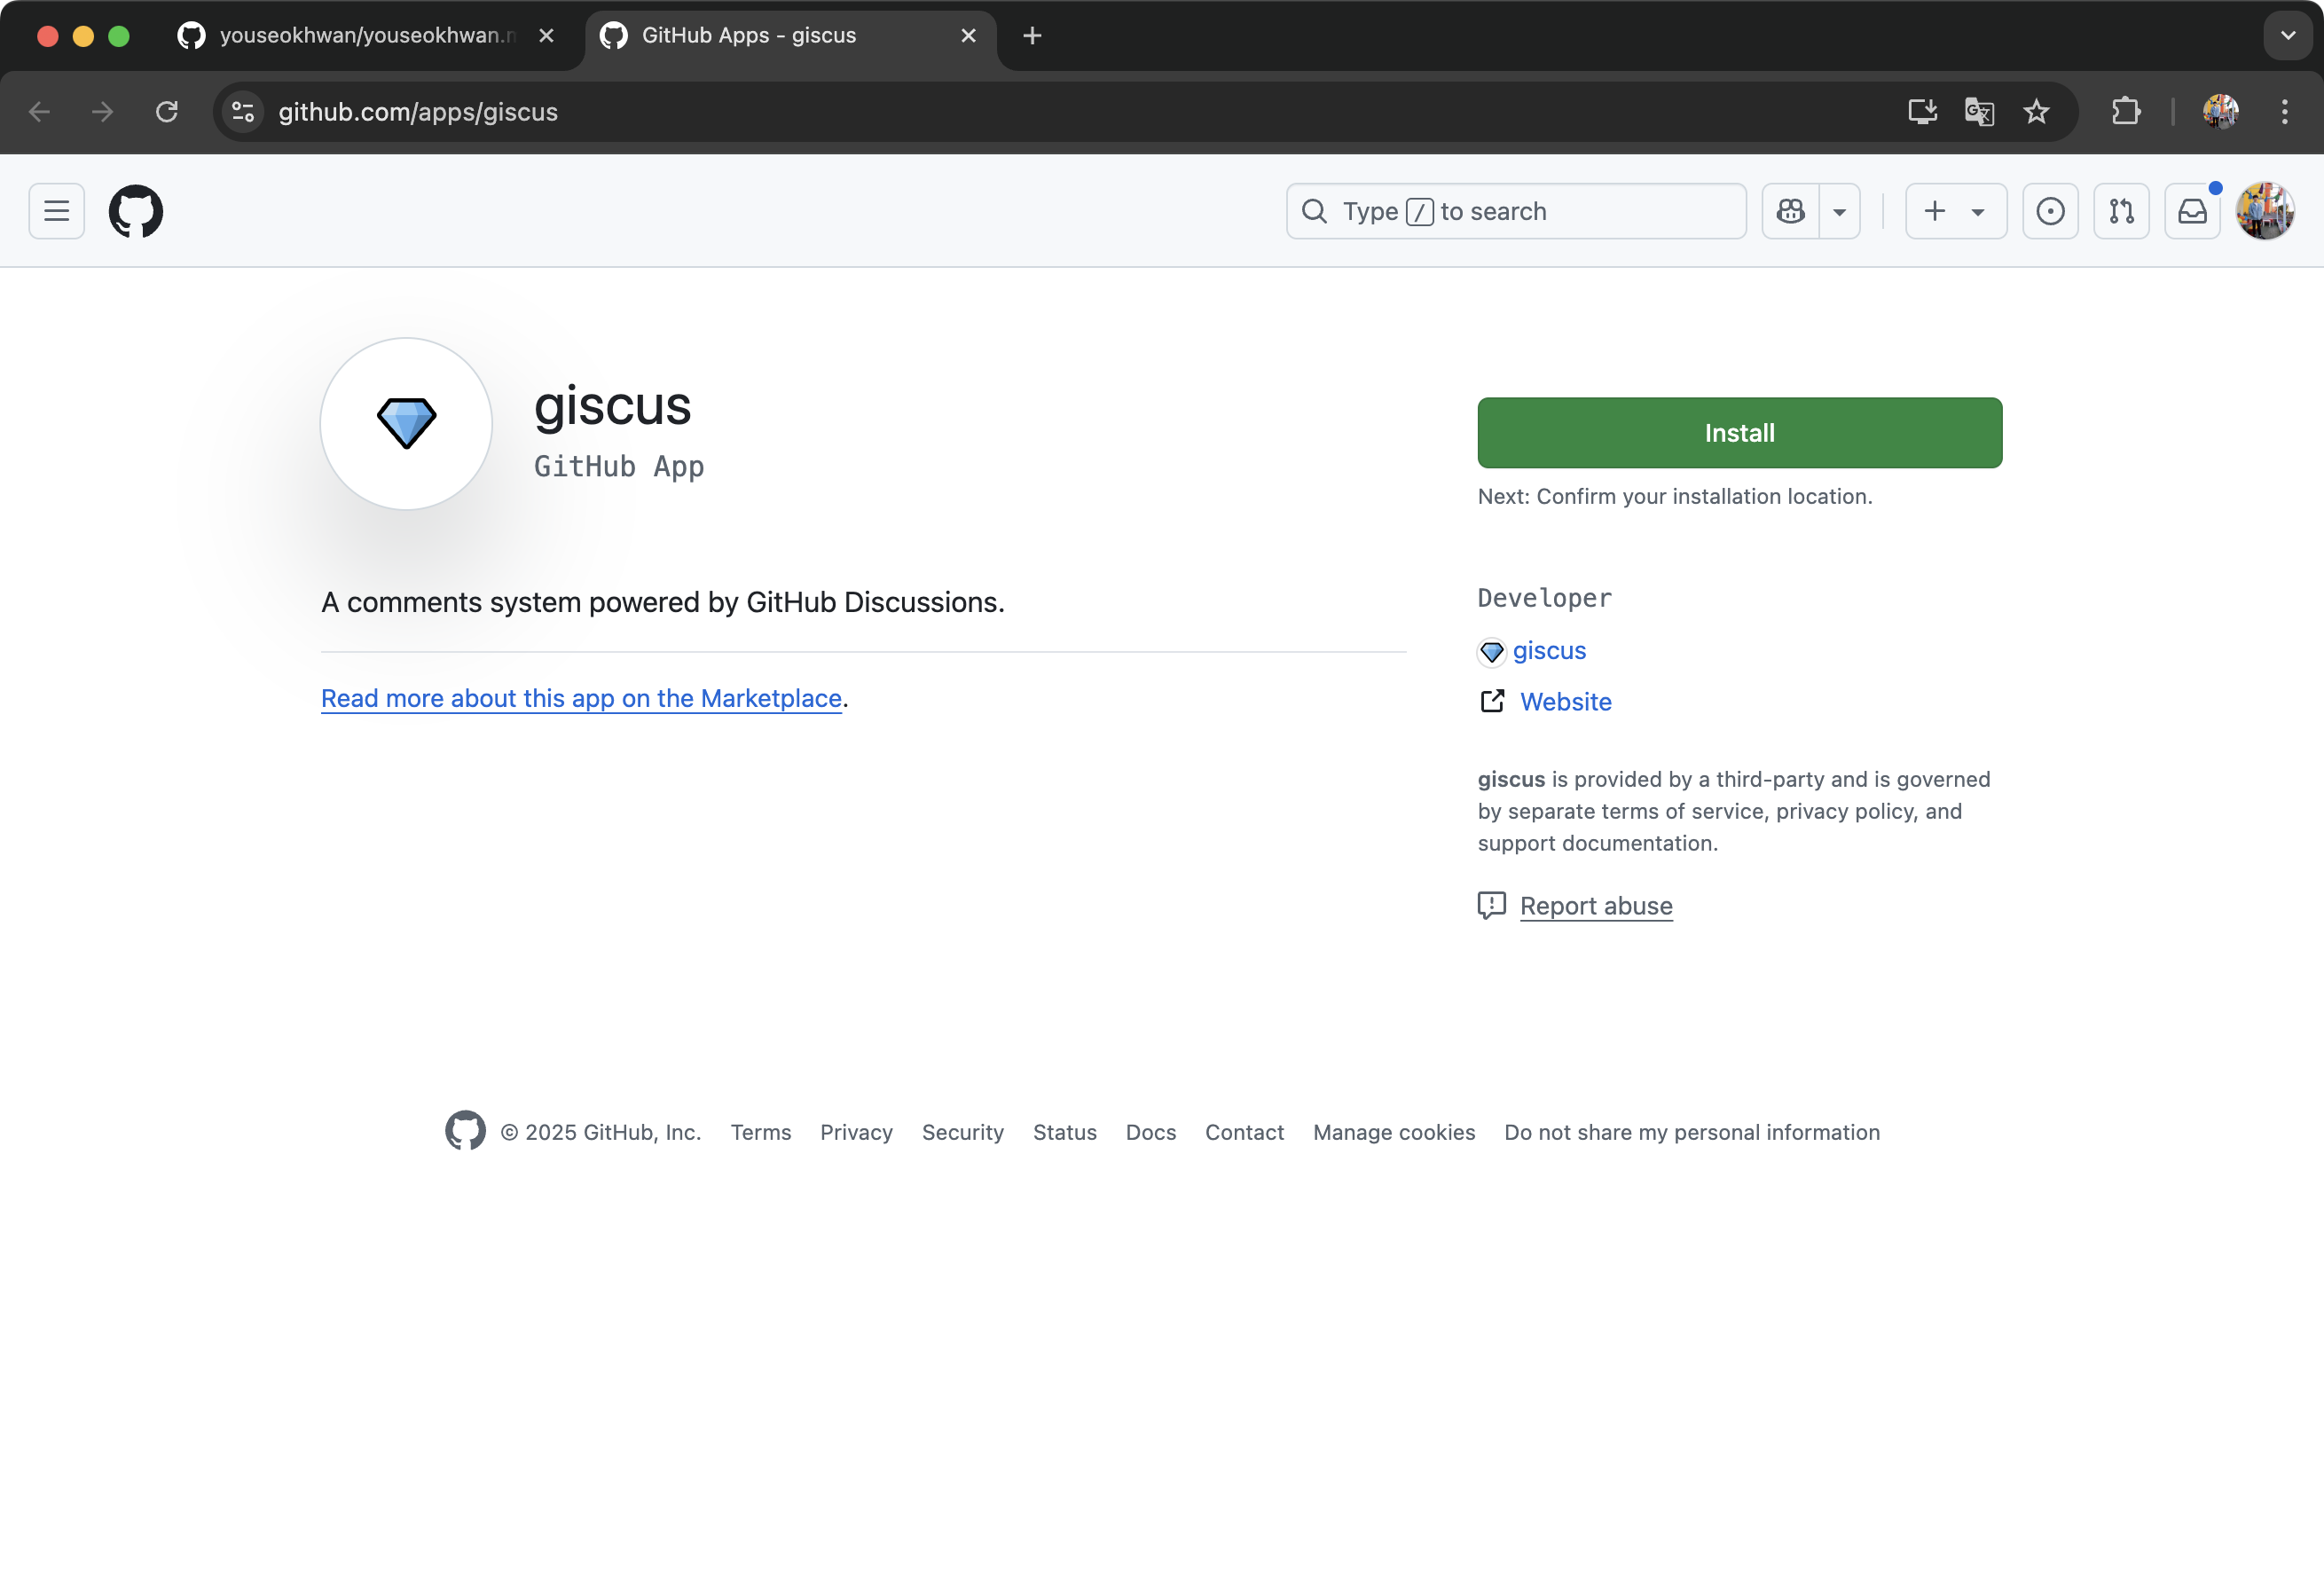 youseokhwan/youseokhwan.
GitHub Apps - giscus
github.com/apps/giscus
Type / to search
giscus
GitHub App
Install
Next: Confirm your installation location.
A comments system powered by GitHub Discussions.
Read more about this app on the Marketplace.
Developer
giscus
Website
giscus is provided by a third-party and is governed
by separate terms of service, privacy policy, and
support documentation.
Report abuse
© 2025 GitHub, Inc. Terms Privacy Security Status Docs Contact Manage cookies Do not share my personal information